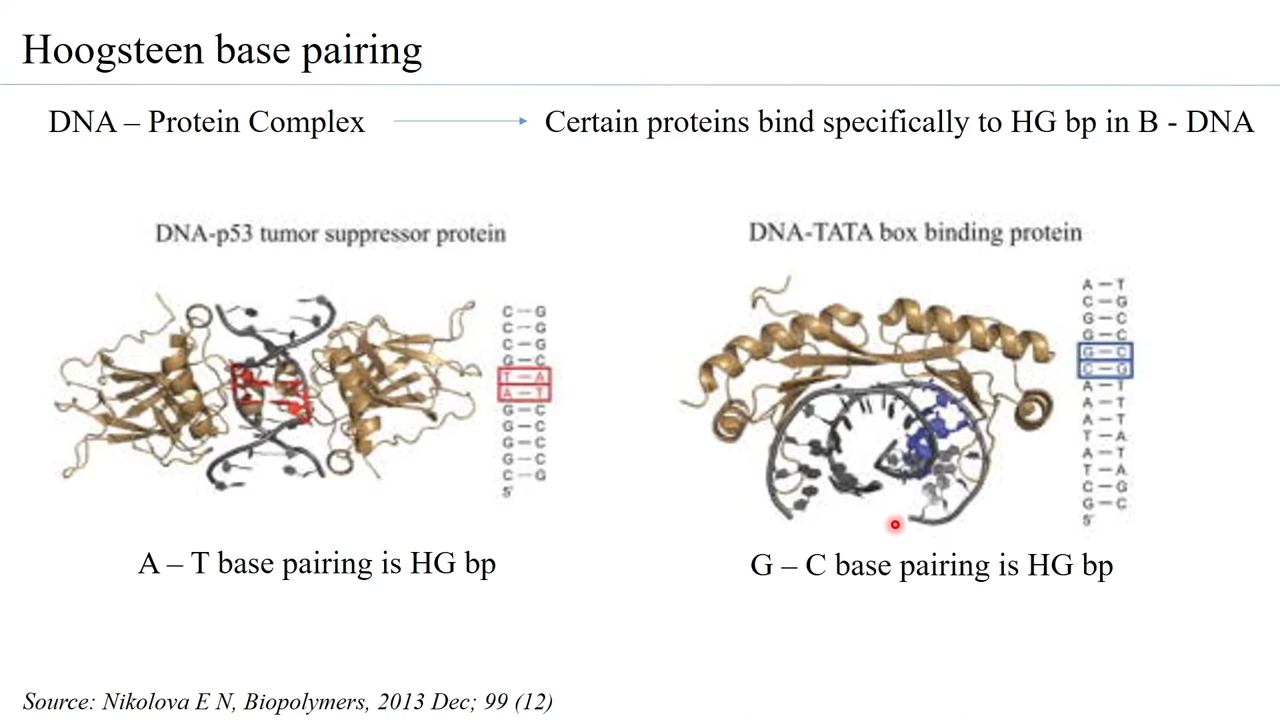 Hoogsteen base pairing
DNA – Protein Complex
Certain proteins bind specifically to HG bp in B - DNA
DNA-p53 tumor suppressor protein
C – G
C – G
C – G
G – C
T – A
A – T
G – C
G – C
G – C
G – C
C – G
5'
A – T base pairing is HG bp
DNA-TATA box binding protein
A – T
C – G
G – C
G – C
G – C
C – G
A – T
A – T
A – T
T – A
A – T
T – A
C – G
G – C
5'
G – C base pairing is HG bp
Source: Nikolova E N, Biopolymers, 2013 Dec; 99 (12)